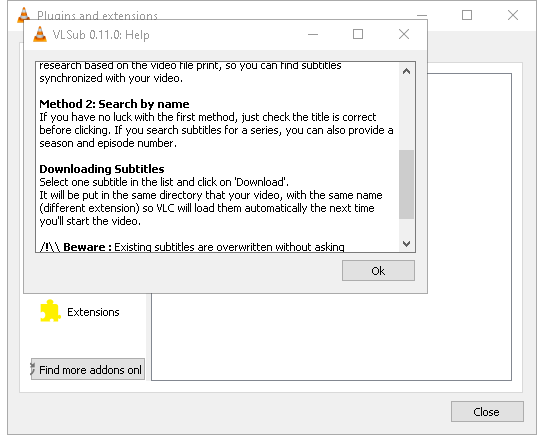 Plugins and extensions
VLSub 0.11.0: Help
research based on the video file print, so you can find subtitles
synchronized with your video.
Method 2: Search by name
If you have no luck with the first method, just check the title is correct
before clicking. If you search subtitles for a series, you can also provide a
season and episode number.
Downloading Subtitles
Select one subtitle in the list and click on 'Download'.
It will be put in the same directory that your video, with the same name
(different extension) so VLC will load them automatically the next time
you'll start the video.
/!\\ Beware : Existing subtitles are overwritten without asking
Ok
Extensions
Find more addons onl
Close